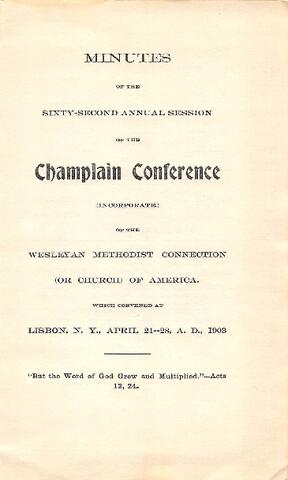 MINUTES
OF THE
SIXTY-SECOND ANNUAL SESSION
OF THE
Champlain Conference
(INCORPORATE)
OF THE
WESLEYAN METHODIST CONNECTION
(OR CHURCH) OF AMERICA.
WHICH CONVENED AT
LISBON, N. Y., APRIL 21--28, A. D., 1903
"But the Word of God Grew and Multiplied."—Acts
12, 24.